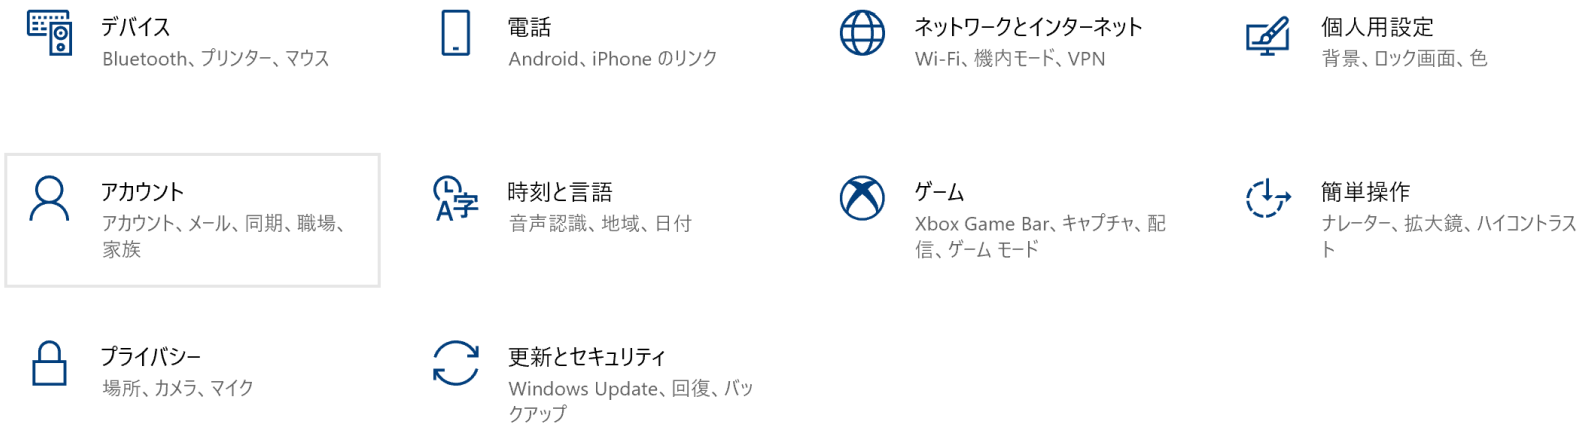 デバイス
Bluetooth、プリンター、マウス
電話
Android、iPhone のリンク
ネットワークとインターネット
Wi-Fi、機内モード、VPN
個人用設定
背景、ロック画面、色
アカウント
アカウント、メール、同期、職場、
家族
時刻と言語
音声認識、地域、日付
ゲーム
Xbox Game Bar、キャプチャ、配
信、ゲーム モード
簡単操作
ナレーター、拡大鏡、ハイコントラス
ト
プライバシー
場所、カメラ、マイク
更新とセキュリティ
Windows Update、回復、バッ
クアップ